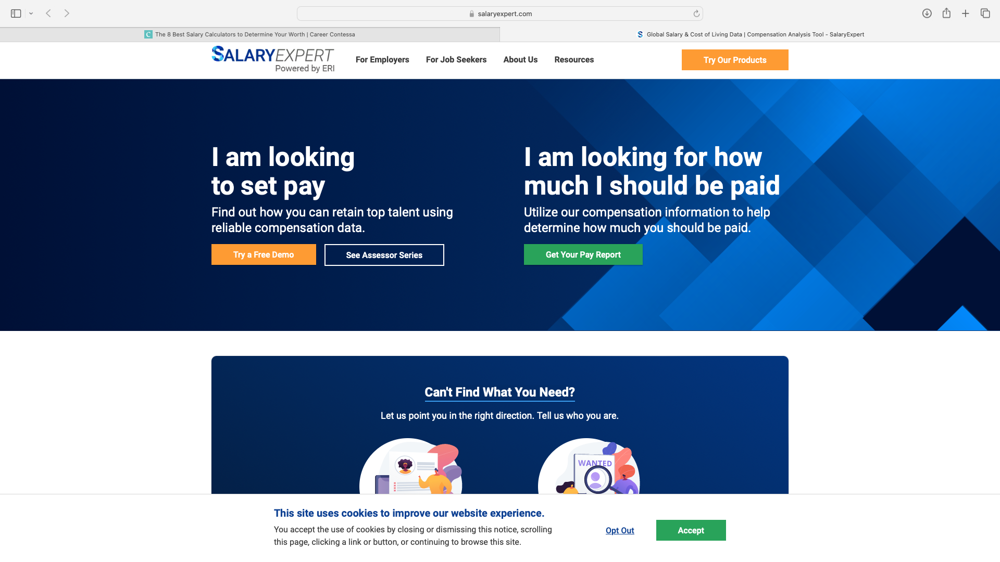 salaryexpert.com
The 8 Best Salary Calculators to Determine Your Worth | Career Contessa
Global Salary & Cost of Living Data | Compensation Analysis Tool - SalaryExpert
SALARYEXPERT
Powered by ERI
For Employers
For Job Seekers
About Us
Resources
Try Our Products
I am looking
to set pay
Find out how you can retain top talent using
reliable compensation data.
Try a Free Demo
See Assessor Series
I am looking for how
much I should be paid
Utilize our compensation information to help
determine how much you should be paid.
Get Your Pay Report
Can't Find What You Need?
Let us point you in the right direction. Tell us who you are.
WANTED
This site uses cookies to improve our website experience.
You accept the use of cookies by closing or dismissing this notice, scrolling
this page, clicking a link or button, or continuing to browse this site.
Opt Out
Accept